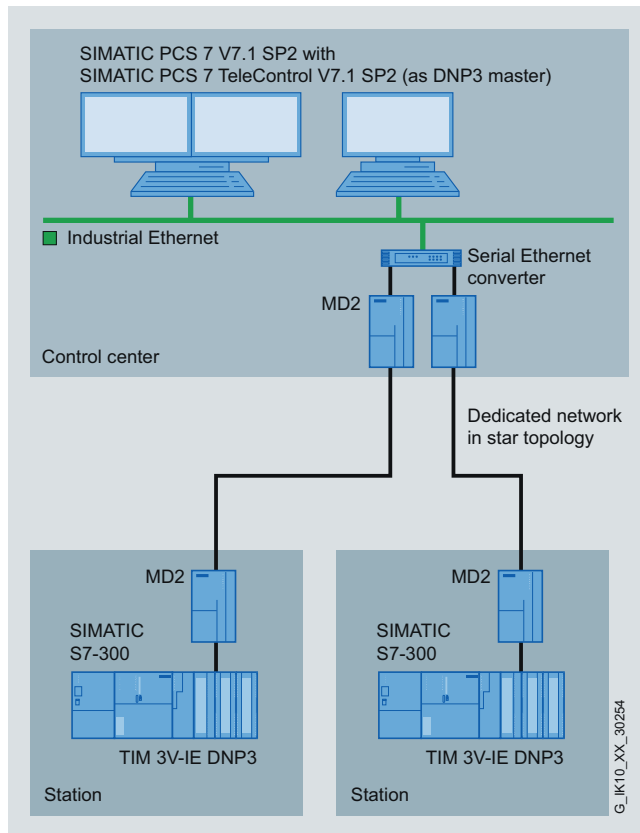 SIMATIC PCS 7 V7.1 SP2 with
SIMATIC PCS 7 TeleControl V7.1 SP2 (as DNP3 master)
Industrial Ethernet
Serial Ethernet
converter
MD2
Control center
Dedicated network
in star topology
MD2
SIMATIC
S7-300
TIM 3V-IE DNP3
Station
MD2
SIMATIC
S7-300
TIM 3V-IE DNP3
Station
G_IK10_XX_30254